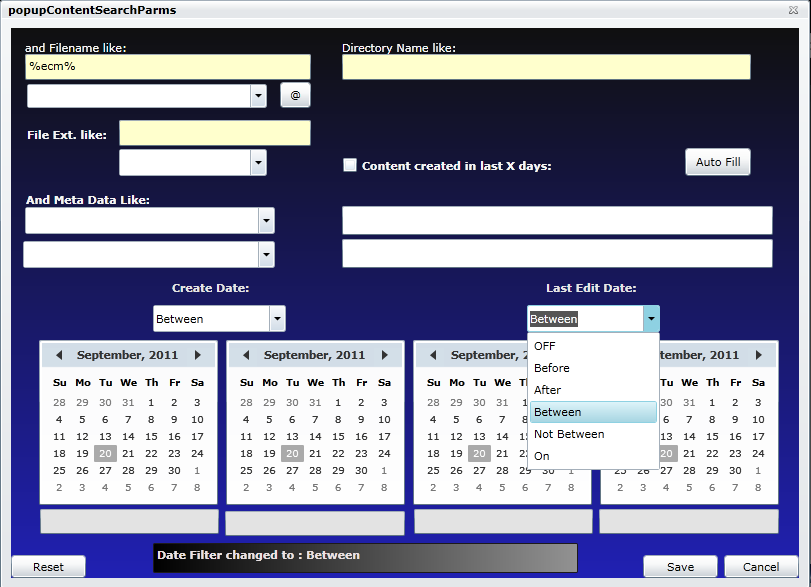 popupContentSearchParms
and Filename like:
Directory Name like:
%ecm%
@
File Ext. like:
Content created in last X days:
Auto Fill
And Meta Data Like:
Create Date:
Last Edit Date:
Between
Between
OFF
Before
After
Between
Not Between
On
September, 2011
Su Mo Tu We Th Fr Sa
28 29 30 31 1 2 3
4 5 6 7 8 9 10
11 12 13 14 15 16 17
18 19 20 21 22 23 24
25 26 27 28 29 30 1
2 3 4 5 6 7 8
September, 2011
Su Mo Tu We Th Fr Sa
28 29 30 31 1 2 3
4 5 6 7 8 9 10
11 12 13 14 15 16 17
18 19 20 21 22 23 24
25 26 27 28 29 30 1
2 3 4 5 6 7 8
Septembe
Su Mo Tu We
28 29 30 31
4 5 6 7
11 12 13 14
18 19 20 21
25 26 27 28 29 30 1
2 3 4 5 6 7 8
tember, 2011
We Th Fr Sa
30 31 1 2 3
6 7 8 9 10
13 14 15 16 17
20 21 22 23 24
25 26 27 28 29 30 1
2 3 4 5 6 7 8
Date Filter changed to : Between
Reset
Save
Cancel